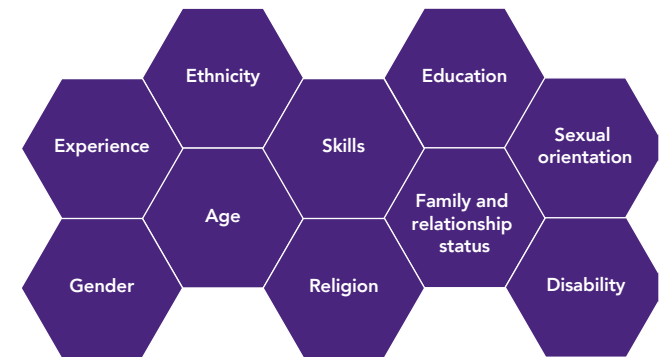 Ethnicity
Education
Experience
Skills
Sexual
orientation
Age
Family and
relationship
status
Gender
Religion
Disability